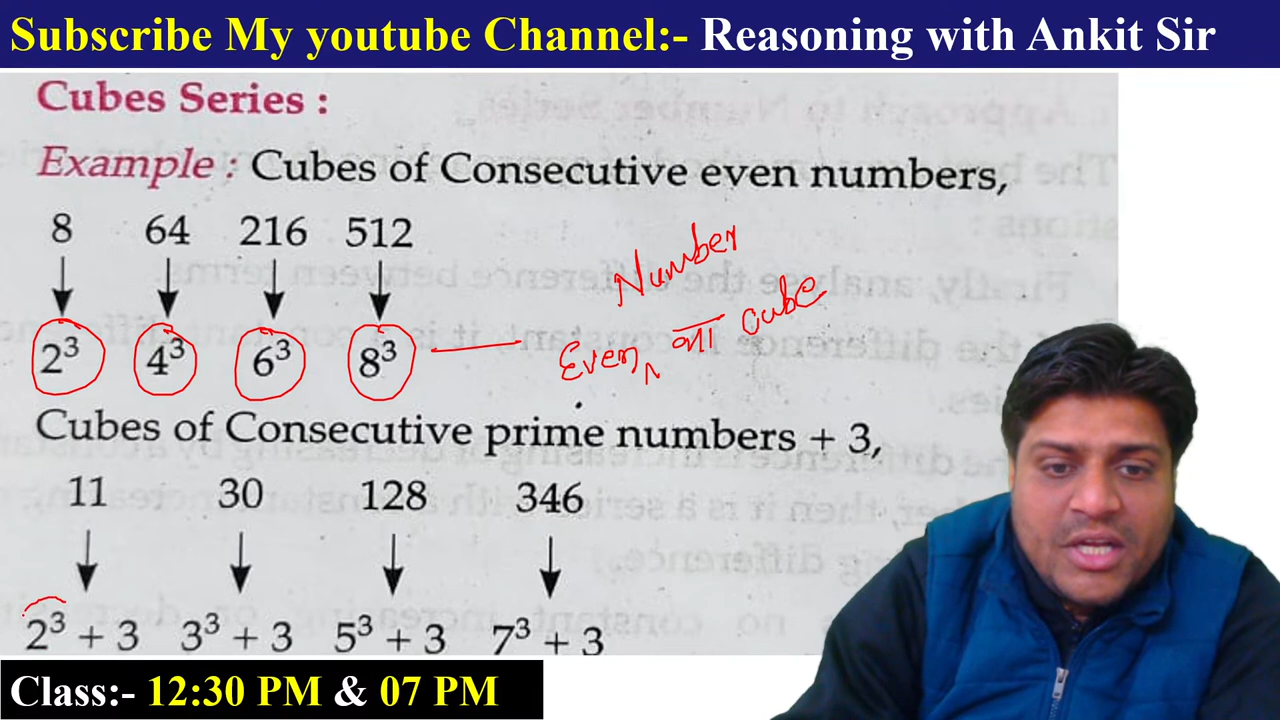 Subscribe My youtube Channel:- Reasoning with Ankit Sir
Cubes Series :
Example : Cubes of Consecutive even numbers,
8 64 216 512
2³ 4³ 6³ 8³
Number
Even का cube
Cubes of Consecutive prime numbers + 3,
11 30 128 346
2³ + 3 3³ + 3 5³ + 3 7³ + 3
Class:- 12:30 PM & 07 PM